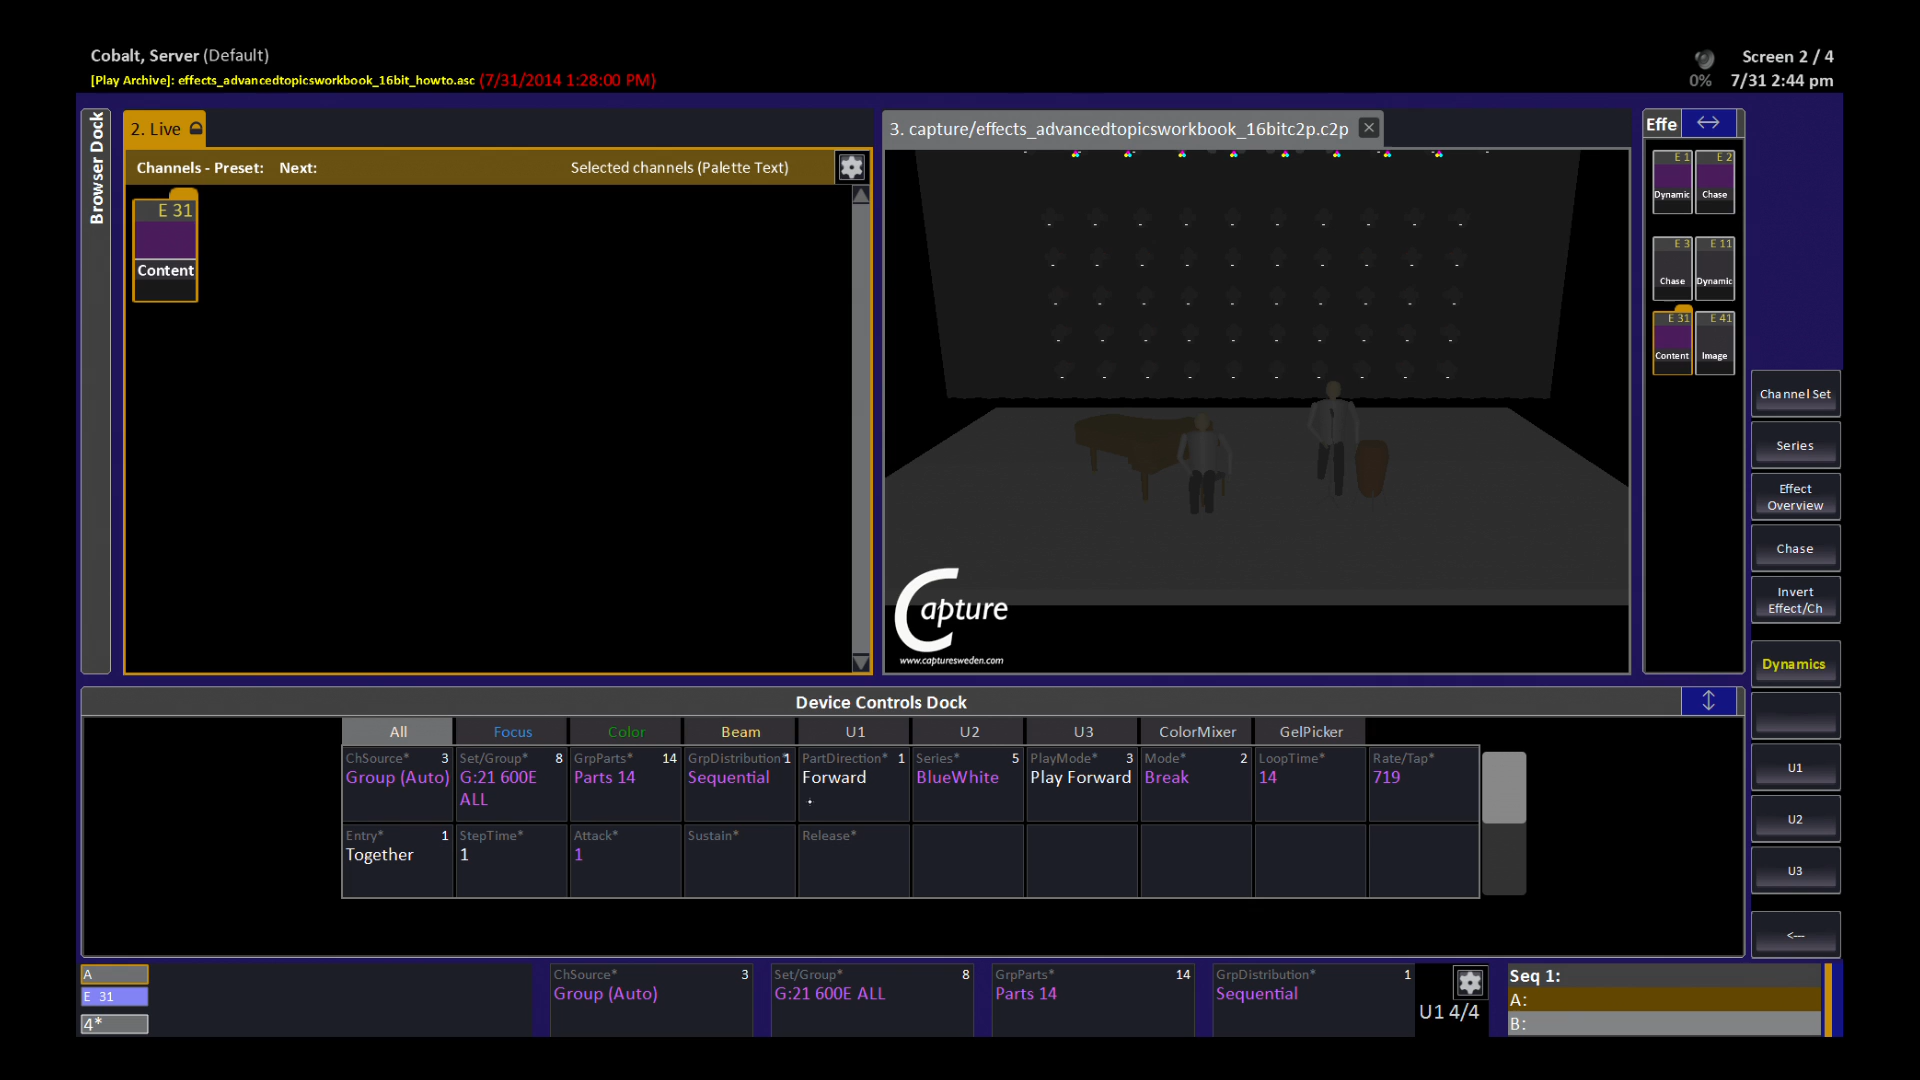 Cobalt, Server (Default)
[Play Archive]: effects_advancedtopicsworkbook_16bit_howto.asc (7/31/2014 1:28:00 PM)
Screen 2 / 4
0% 7/31 2:44 pm
Browser Dock
2. Live
Channels - Preset: Next: Selected channels (Palette Text)
E 31
Content
3. capture/effects_advancedtopicsworkbook_16bitc2p.c2p
Capture
www.capturesweden.com
Effe
E 1 E 2
Dynamic Chase
E 3 E 11
Chase Dynamic
E 31 E 41
Content Image
Channel Set
Series
Effect
Overview
Chase
Invert
Effect/Ch
Dynamics
U1
U2
U3
<---
Device Controls Dock
All Focus Color Beam U1 U2 U3 ColorMixer GelPicker
ChSource* 3 Set/Group* 8 GrpParts* 14 GrpDistribution* 1 PartDirection* 1 Series* 5 PlayMode* 3 Mode* 2 LoopTime* Rate/Tap*
Group (Auto) G:21 600E Parts 14 Sequential Forward BlueWhite Play Forward Break 14 719
ALL
Entry* 1 StepTime* Attack* Sustain* Release*
Together 1 1
A
E 31
4*
ChSource* 3 Set/Group* 8 GrpParts* 14 GrpDistribution* 1
Group (Auto) G:21 600E ALL Parts 14 Sequential
U1 4/4
Seq 1:
A:
B: